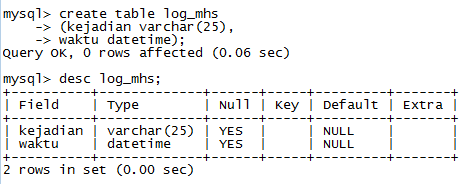 mysql> create table log_mhs
    -> (kejadian varchar(25),
    -> waktu datetime);
Query OK, 0 rows affected (0.06 sec)

mysql> desc log_mhs;
+----------+-------------+------+-----+---------+-------+
| Field    | Type        | Null | Key | Default | Extra |
+----------+-------------+------+-----+---------+-------+
| kejadian | varchar(25) | YES  |     | NULL    |       |
| waktu    | datetime    | YES  |     | NULL    |       |
+----------+-------------+------+-----+---------+-------+
2 rows in set (0.00 sec)